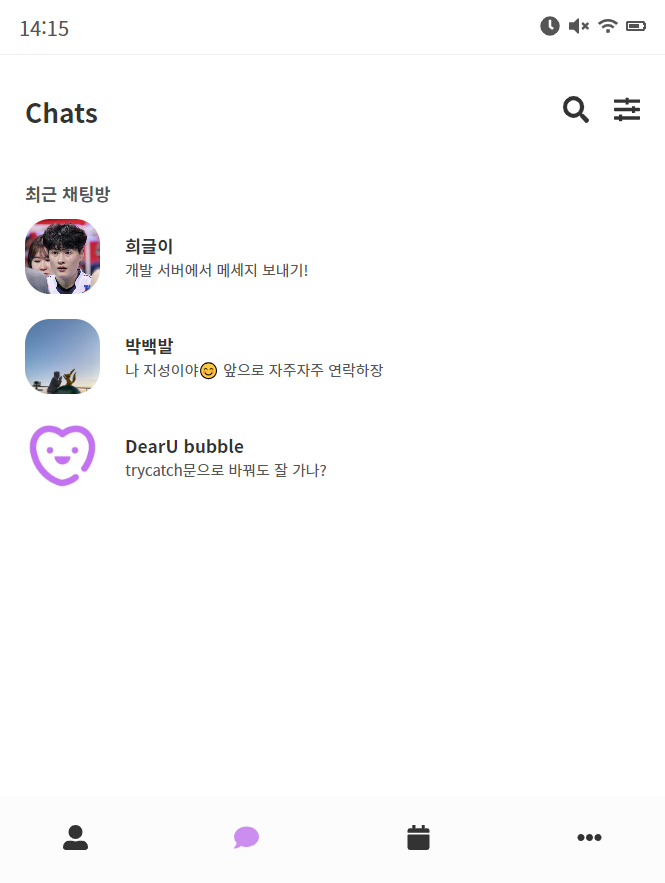 14:15
Chats
최근 채팅방
희글이
개발 서버에서 메세지 보내기!
박백발
나 지성이야😊 앞으로 자주자주 연락하장
DearU bubble
trycatch문으로 바꿔도 잘 가나?